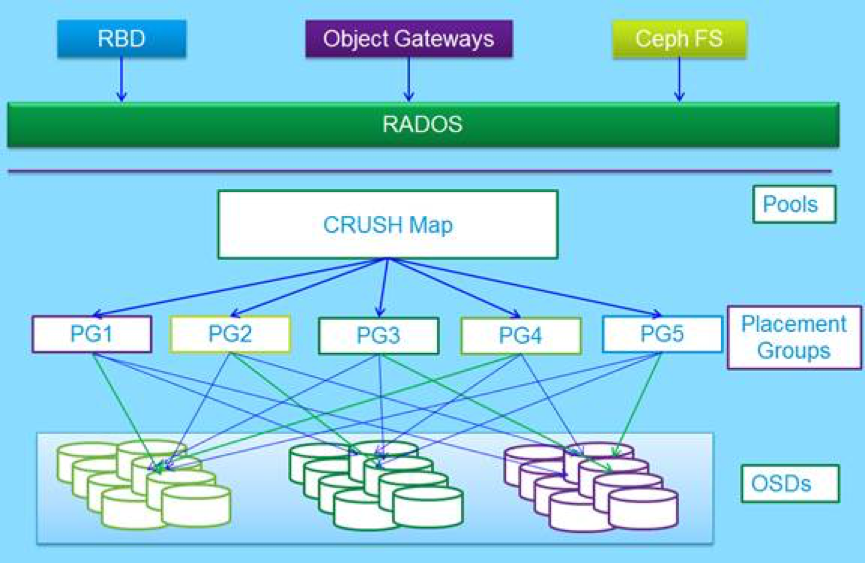 RBD
Object Gateways
Ceph FS
RADOS
Pools
CRUSH Map
PG1
PG2
PG3
PG4
PG5
Placement
Groups
OSDs